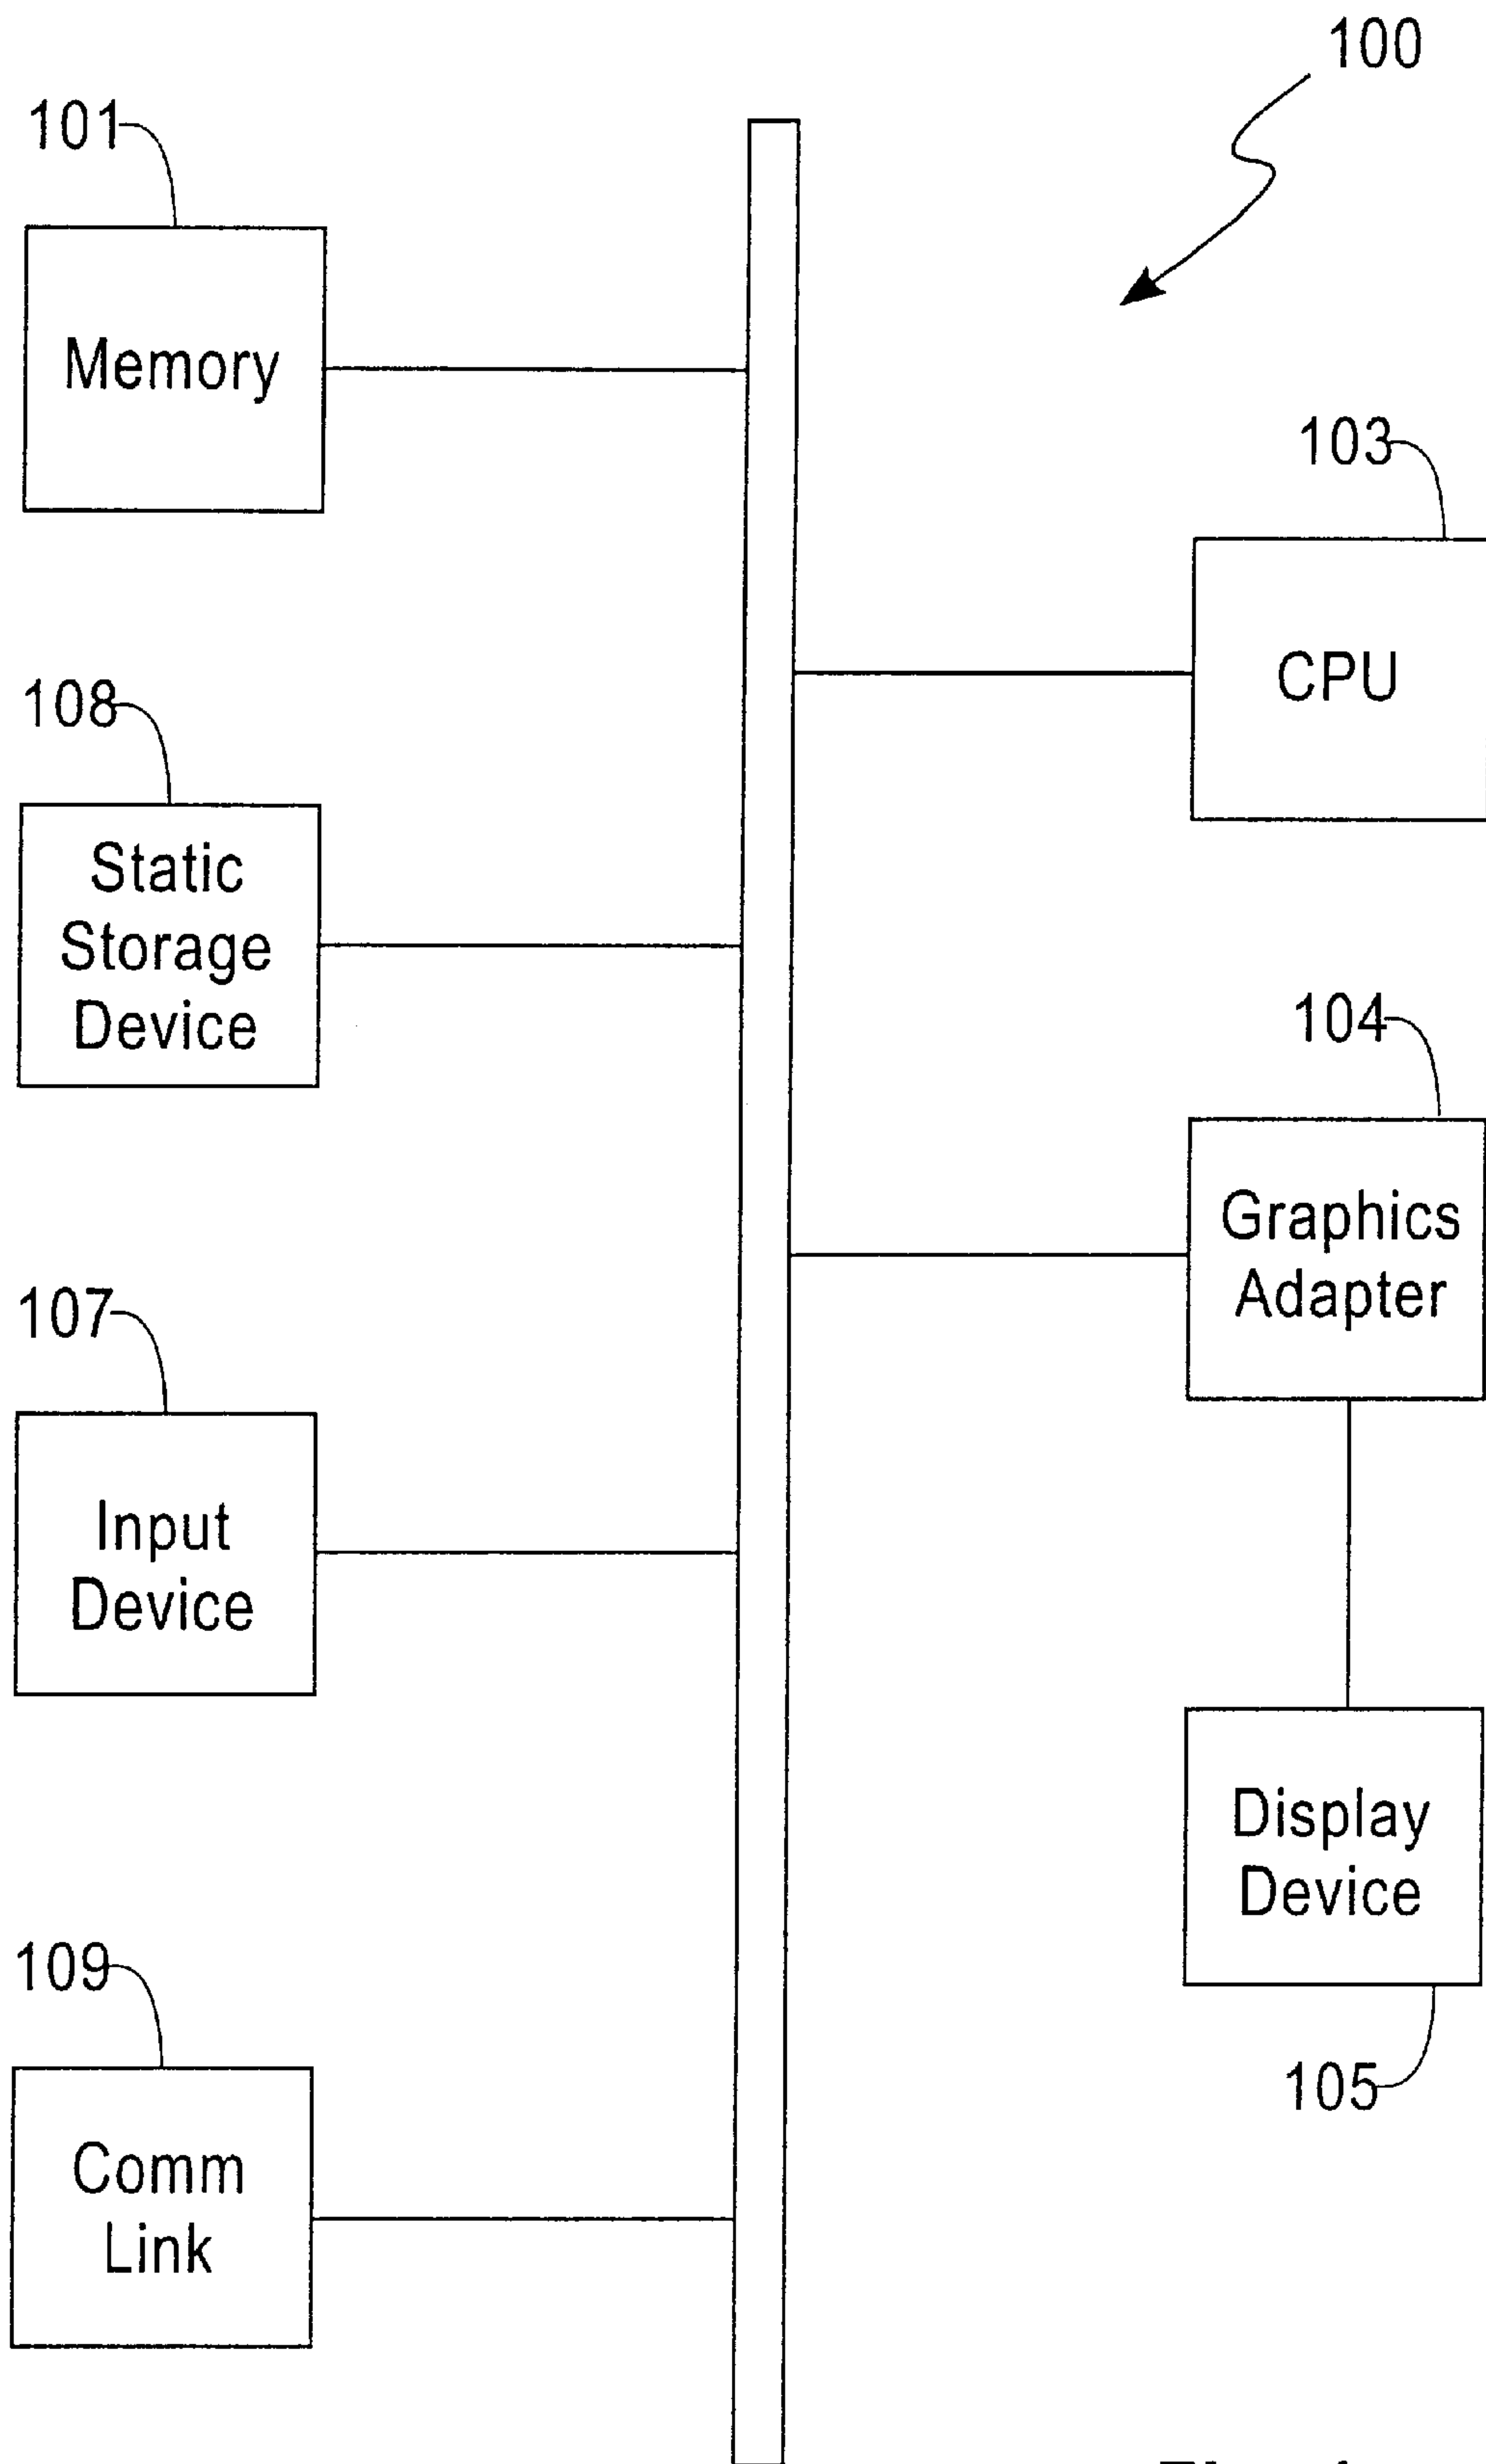 100
101
Memory
103
CPU
108
Static
Storage
Device
104
Graphics
Adapter
107
Input
Device
Display
Device
105
109
Comm
Link